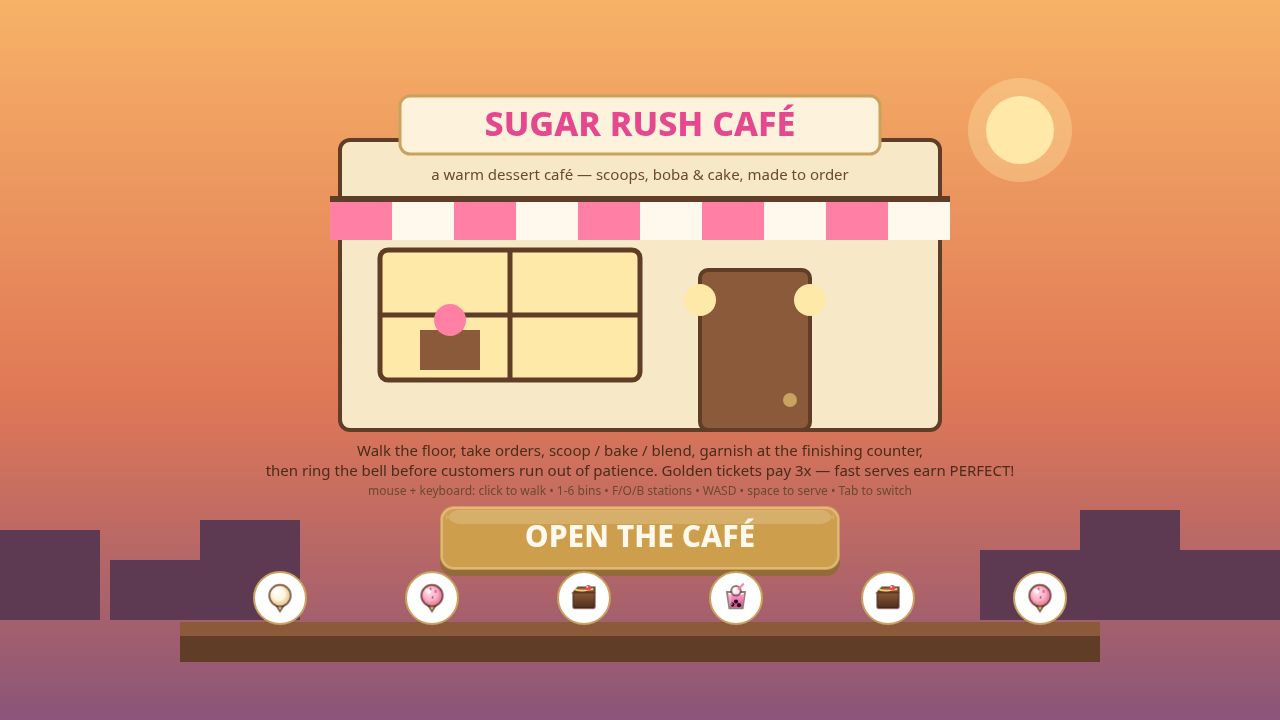 SUGAR RUSH CAFÉ
a warm dessert café — scoops, boba & cake, made to order
Walk the floor, take orders, scoop / bake / blend, garnish at the finishing counter,
then ring the bell before customers run out of patience. Golden tickets pay 3x — fast serves earn PERFECT!
mouse + keyboard: click to walk • 1-6 bins • F/O/B stations • WASD • space to serve • Tab to switch
OPEN THE CAFÉ